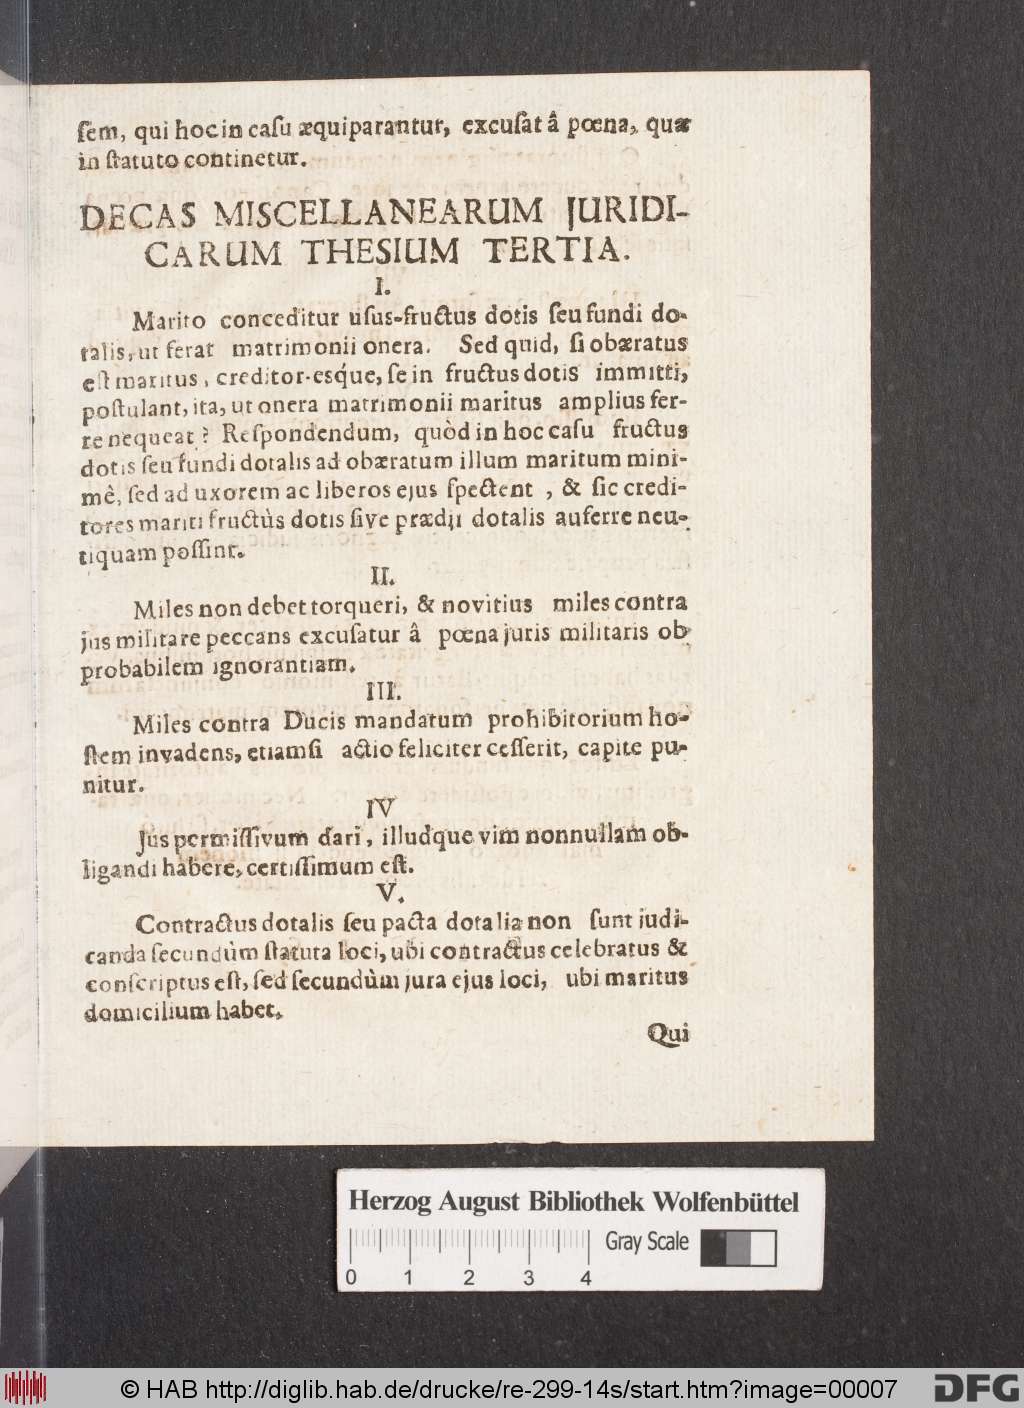 ſem, qui hoc in caſu æquiparantur, excuſat â pœna, quæ
in ſtatuto continetur.
DECAS MISCELLANEARUM JURIDI-
CARUM THESIUM TERTIA.
I.
Marito conceditur uſus-fructus dotis ſeu fundi do-
talis, ut ferat matrimonii onera. Sed quid, ſi obæratus
eſt maritus, creditor-esq́ue, ſe in fructus dotis immitti,
poſtulant, ita, ut onera matrimonii maritus amplius fer-
re nequeat? Reſpondendum, quòd in hoc caſu fructus
dotis ſeu fundi dotalis ad obæratum illum maritum mini-
mê, ſed ad uxorem ac liberos ejus ſpectent, & ſic credi-
tores mariti fructùs dotis ſive prædii dotalis auferre neu-
tiquam poſſint.
II.
Miles non debet torqueri, & novitius miles contra
jus militare peccans excuſatur â pœna juris militaris ob
probabilem ignorantiam.
III.
Miles contra Ducis mandatum prohibitorium ho-
ſtem invadens, etiamſi actio feliciter ceſſerit, capite pu-
nitur.
IV
Jus permiſſivum dari, illudque vim nonnullam ob-
ligandi habere, certiſſimum eſt.
V.
Contractus dotalis ſeu pacta dotalia non ſunt iudi-
canda ſecundùm ſtatuta loci, ubi contractus celebratus &
conſcriptus eſt, ſed ſecundùm jura ejus loci, ubi maritus
domicilium habet.
Qui
Herzog August Bibliothek Wolfenbüttel
Gray Scale
0 1 2 3 4
© HAB http://diglib.hab.de/drucke/re-299-14s/start.htm?image=00007
DFG